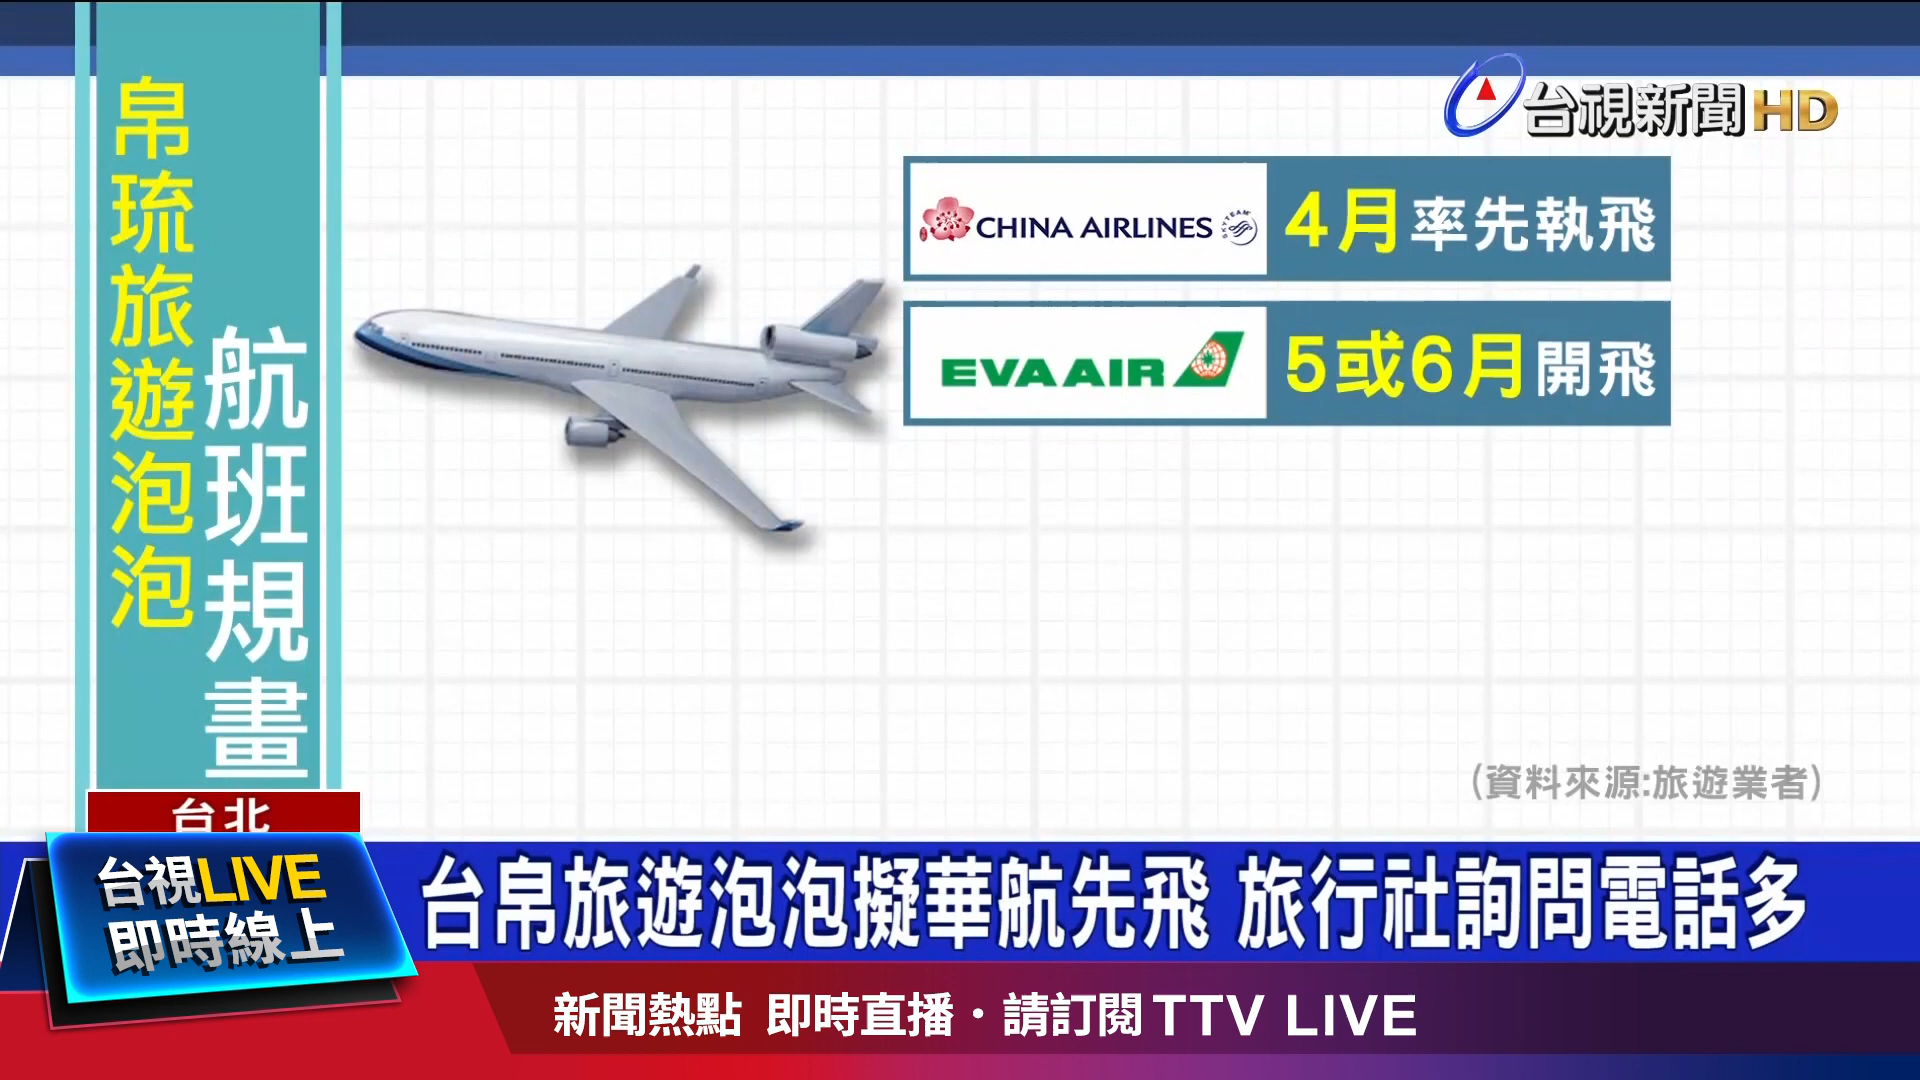 帛琉旅遊泡泡
航班規畫
台視新聞HD
CHINA AIRLINES SKYTEAM
4月率先執飛
EVA AIR
5或6月開飛
(資料來源:旅遊業者)
台北
台視LIVE
即時線上
台帛旅遊泡泡擬華航先飛 旅行社詢問電話多
新聞熱點 即時直播・請訂閱TTV LIVE